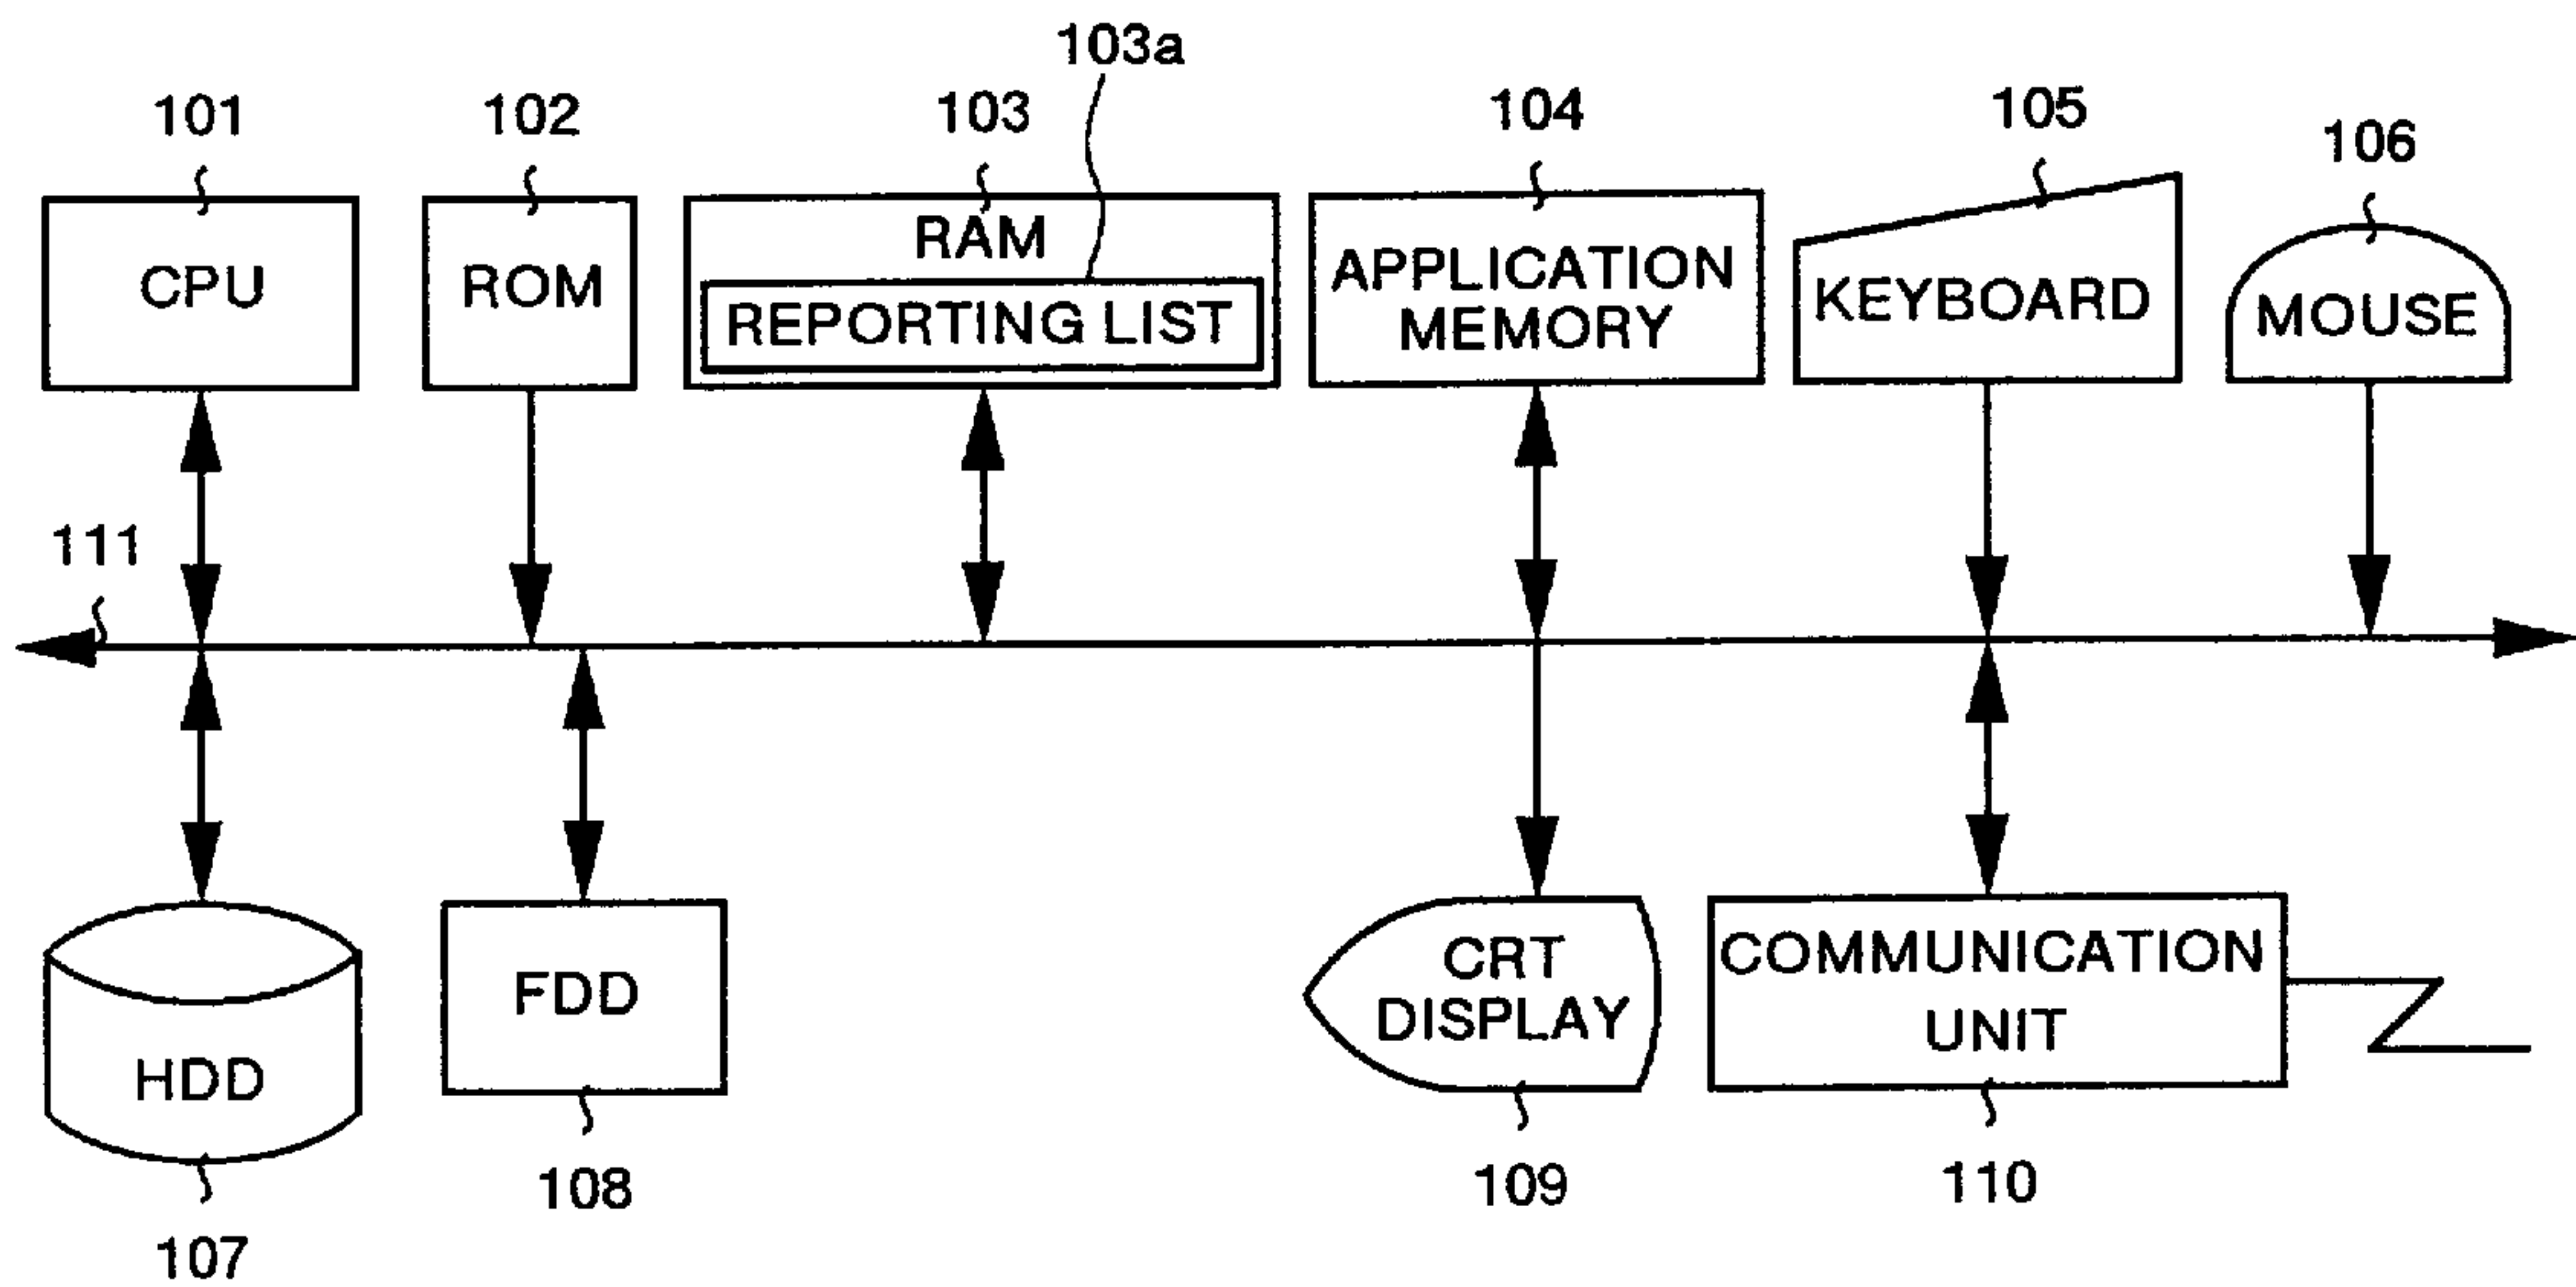 103a
101
102
103
104
105
106
CPU
ROM
RAM
REPORTING LIST
APPLICATION
MEMORY
KEYBOARD
MOUSE
111
HDD
FDD
CRT
DISPLAY
COMMUNICATION
UNIT
107
108
109
110